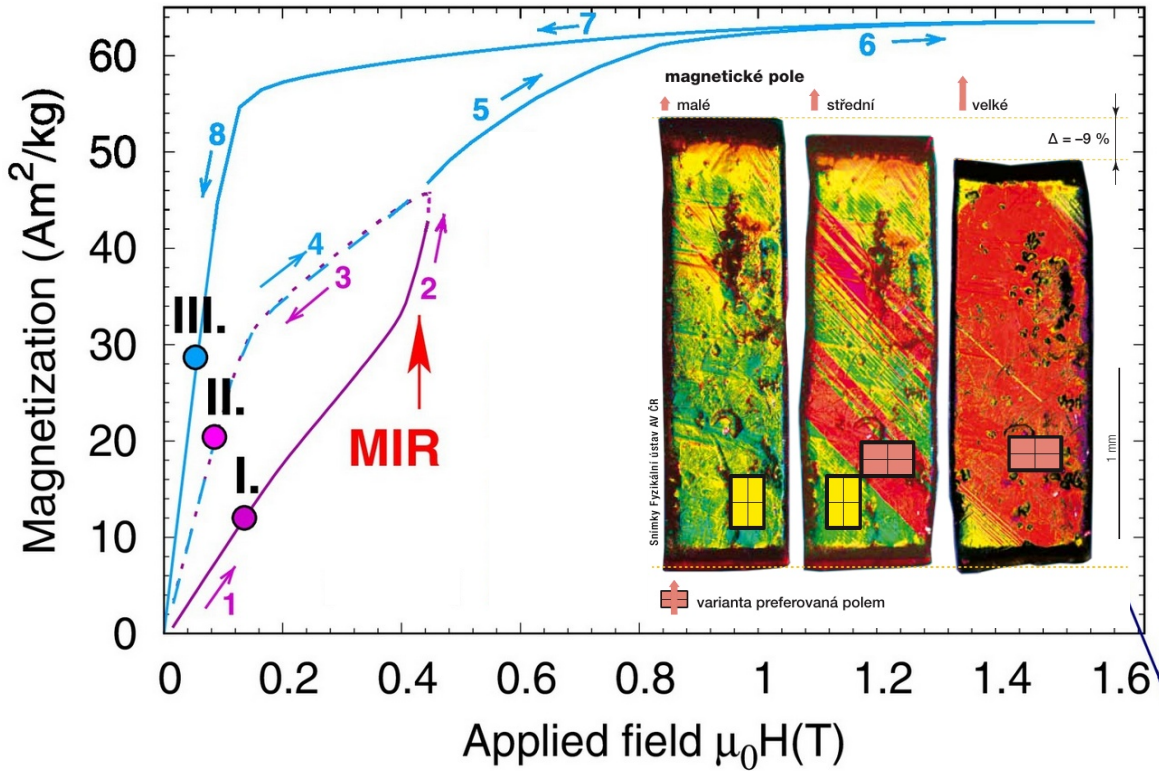 Magnetization (Am²/kg)
60
50
40
30
20
10
0
0
0.2
0.4
0.6
0.8
1
1.2
1.4
1.6
Applied field μ₀H(T)
1
2
3
4
5
6
7
8
I.
II.
III.
MIR
magnetické pole
malé
střední
velké
Δ = –9 %
1 mm
Snímky Fyzikální ústav AV ČR
varianta preferovaná polem